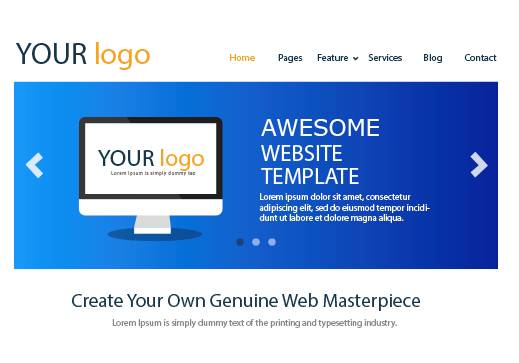 YOUR logo
Home Pages Feature Services Blog Contact
YOUR logo
Lorem Ipsum is simply dummy tex
AWESOME
WEBSITE
TEMPLATE
Lorem ipsum dolor sit amet, consectetur
adipiscing elit, sed do eiusmod tempor incidi-
dunt ut labore et dolore magna aliqua.
Create Your Own Genuine Web Masterpiece
Lorem Ipsum is simply dummy text of the printing and typesetting industry.